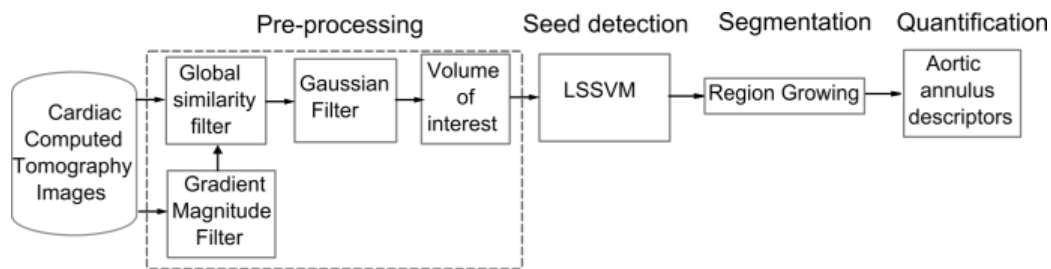 Pre-processing
Seed detection
Segmentation
Quantification
Cardiac
Computed
Tomography
Images
Global
similarity
filter
Gradient
Magnitude
Filter
Gaussian
Filter
Volume
of
interest
LSSVM
Region Growing
Aortic
annulus
descriptors